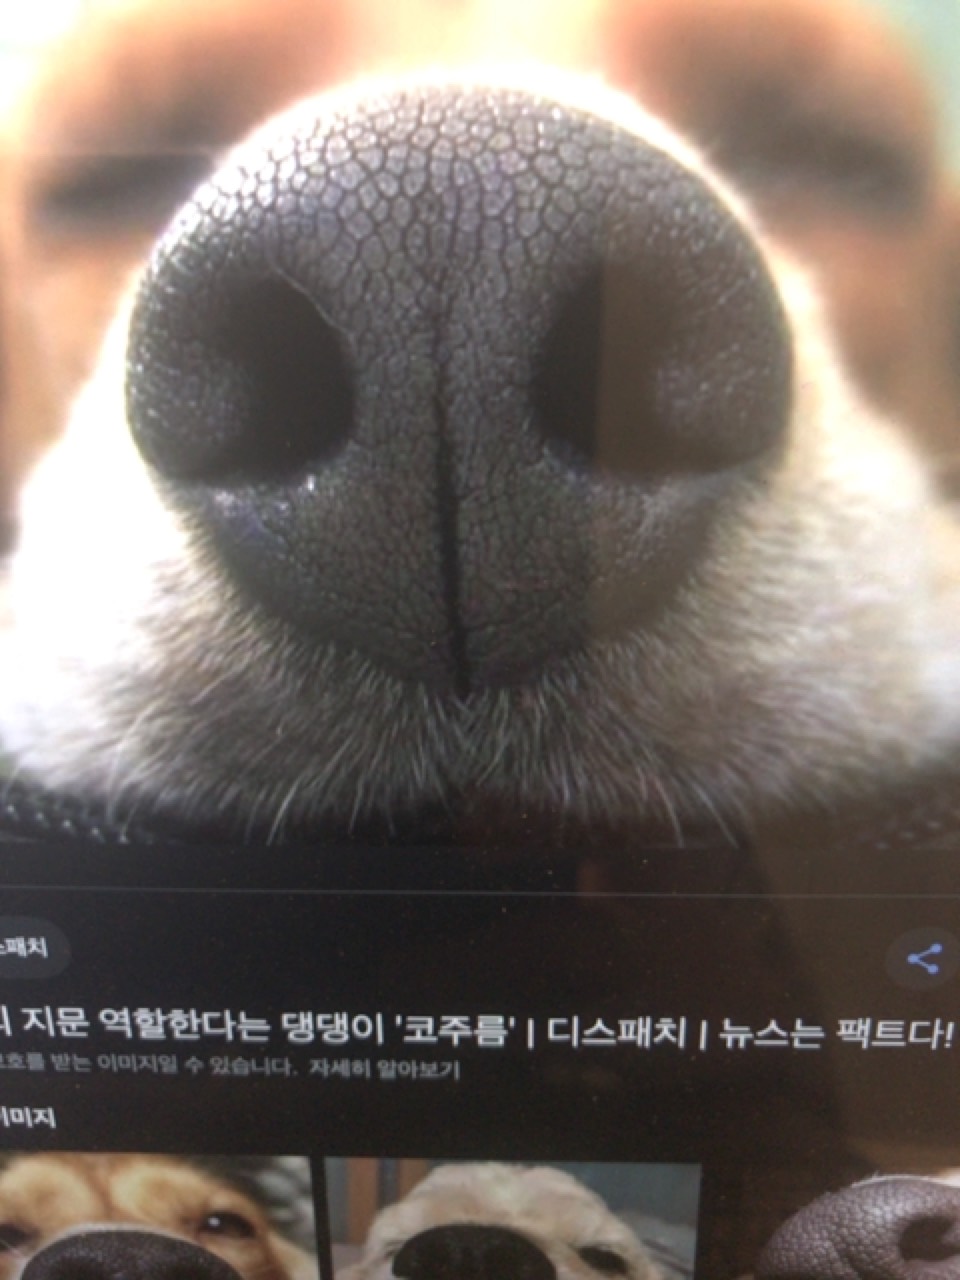 스패치
지문 역할한다는 댕댕이 '코주름' | 디스패치 | 뉴스는 팩트다!
보호를 받는 이미지일 수 있습니다. 자세히 알아보기
이미지